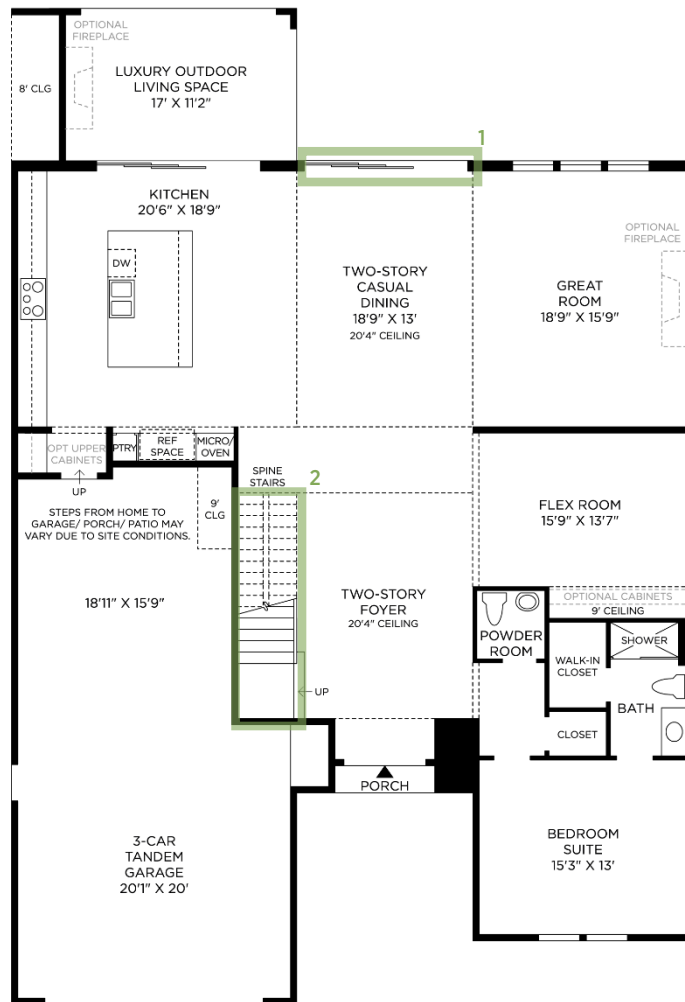 OPTIONAL
FIREPLACE
LUXURY OUTDOOR
LIVING SPACE
17' X 11'2"
8' CLG
1
KITCHEN
20'6" X 18'9"
OPTIONAL
FIREPLACE
DW
TWO-STORY
CASUAL
DINING
18'9" X 13'
20'4" CEILING
GREAT
ROOM
18'9" X 15'9"
OPT UPPER
CABINETS
PTRY
REF
SPACE
MICRO/
OVEN
UP
SPINE
STAIRS
2
9'
CLG
STEPS FROM HOME TO
GARAGE/ PORCH/ PATIO MAY
VARY DUE TO SITE CONDITIONS.
FLEX ROOM
15'9" X 13'7"
18'11" X 15'9"
TWO-STORY
FOYER
20'4" CEILING
OPTIONAL CABINETS
9' CEILING
POWDER
ROOM
SHOWER
WALK-IN
CLOSET
UP
BATH
CLOSET
PORCH
3-CAR
TANDEM
GARAGE
20'1" X 20'
BEDROOM
SUITE
15'3" X 13'